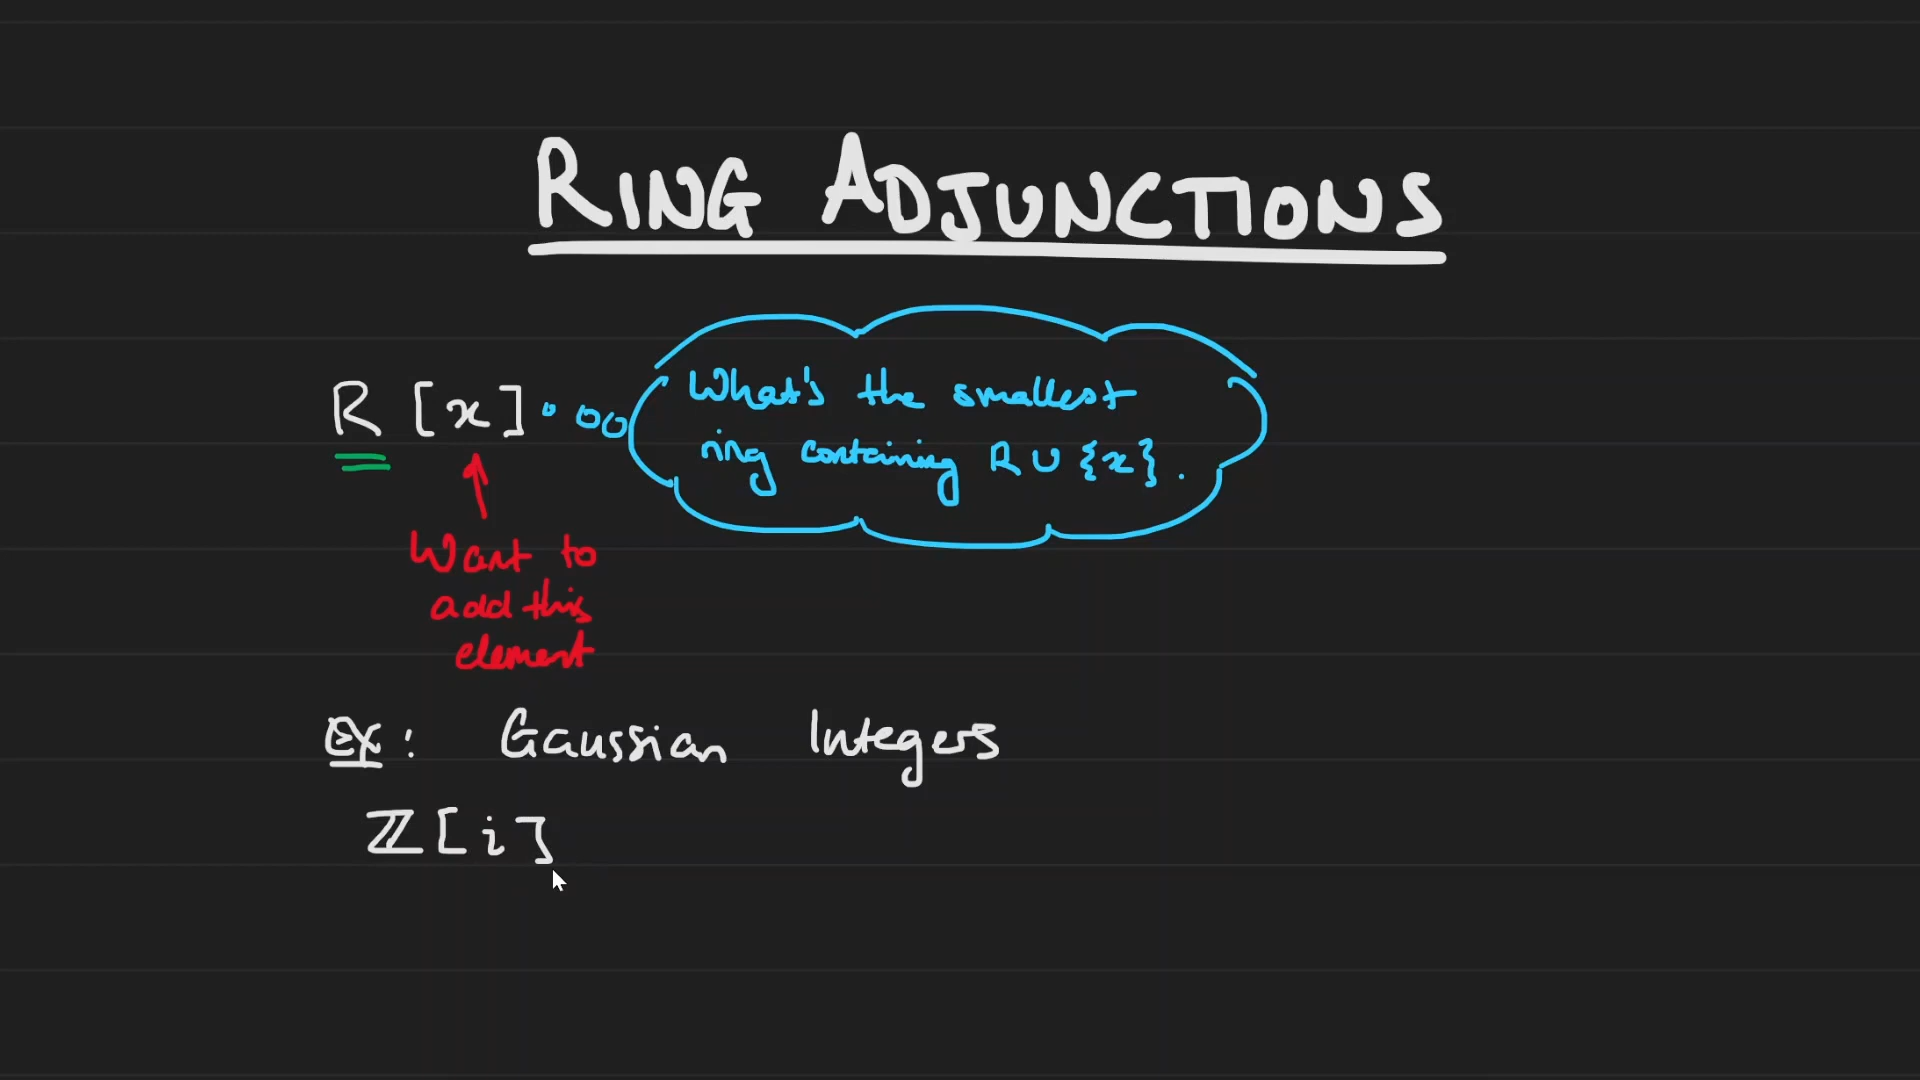 RING ADJUNCTIONS
R [x]
What's the smallest
ring containing R ∪ {x}.
Want to
add this
element
Ex: Gaussian Integers
ℤ[i]